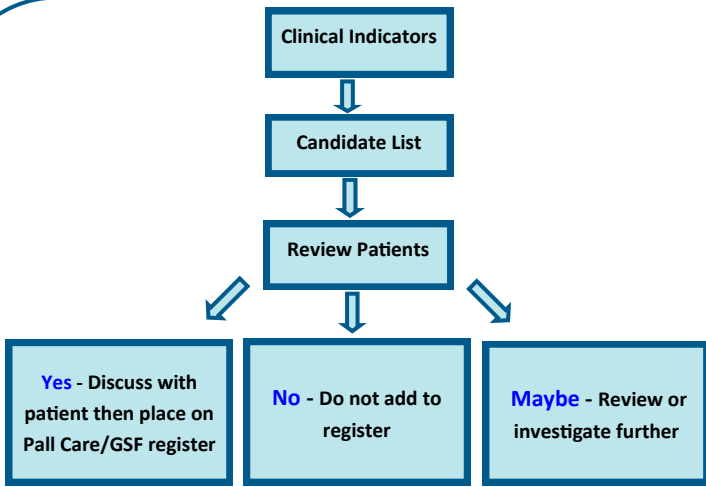 Clinical Indicators
Candidate List
Review Patients
Yes - Discuss with
patient then place on
Pall Care/GSF register
No - Do not add to
register
Maybe - Review or
investigate further